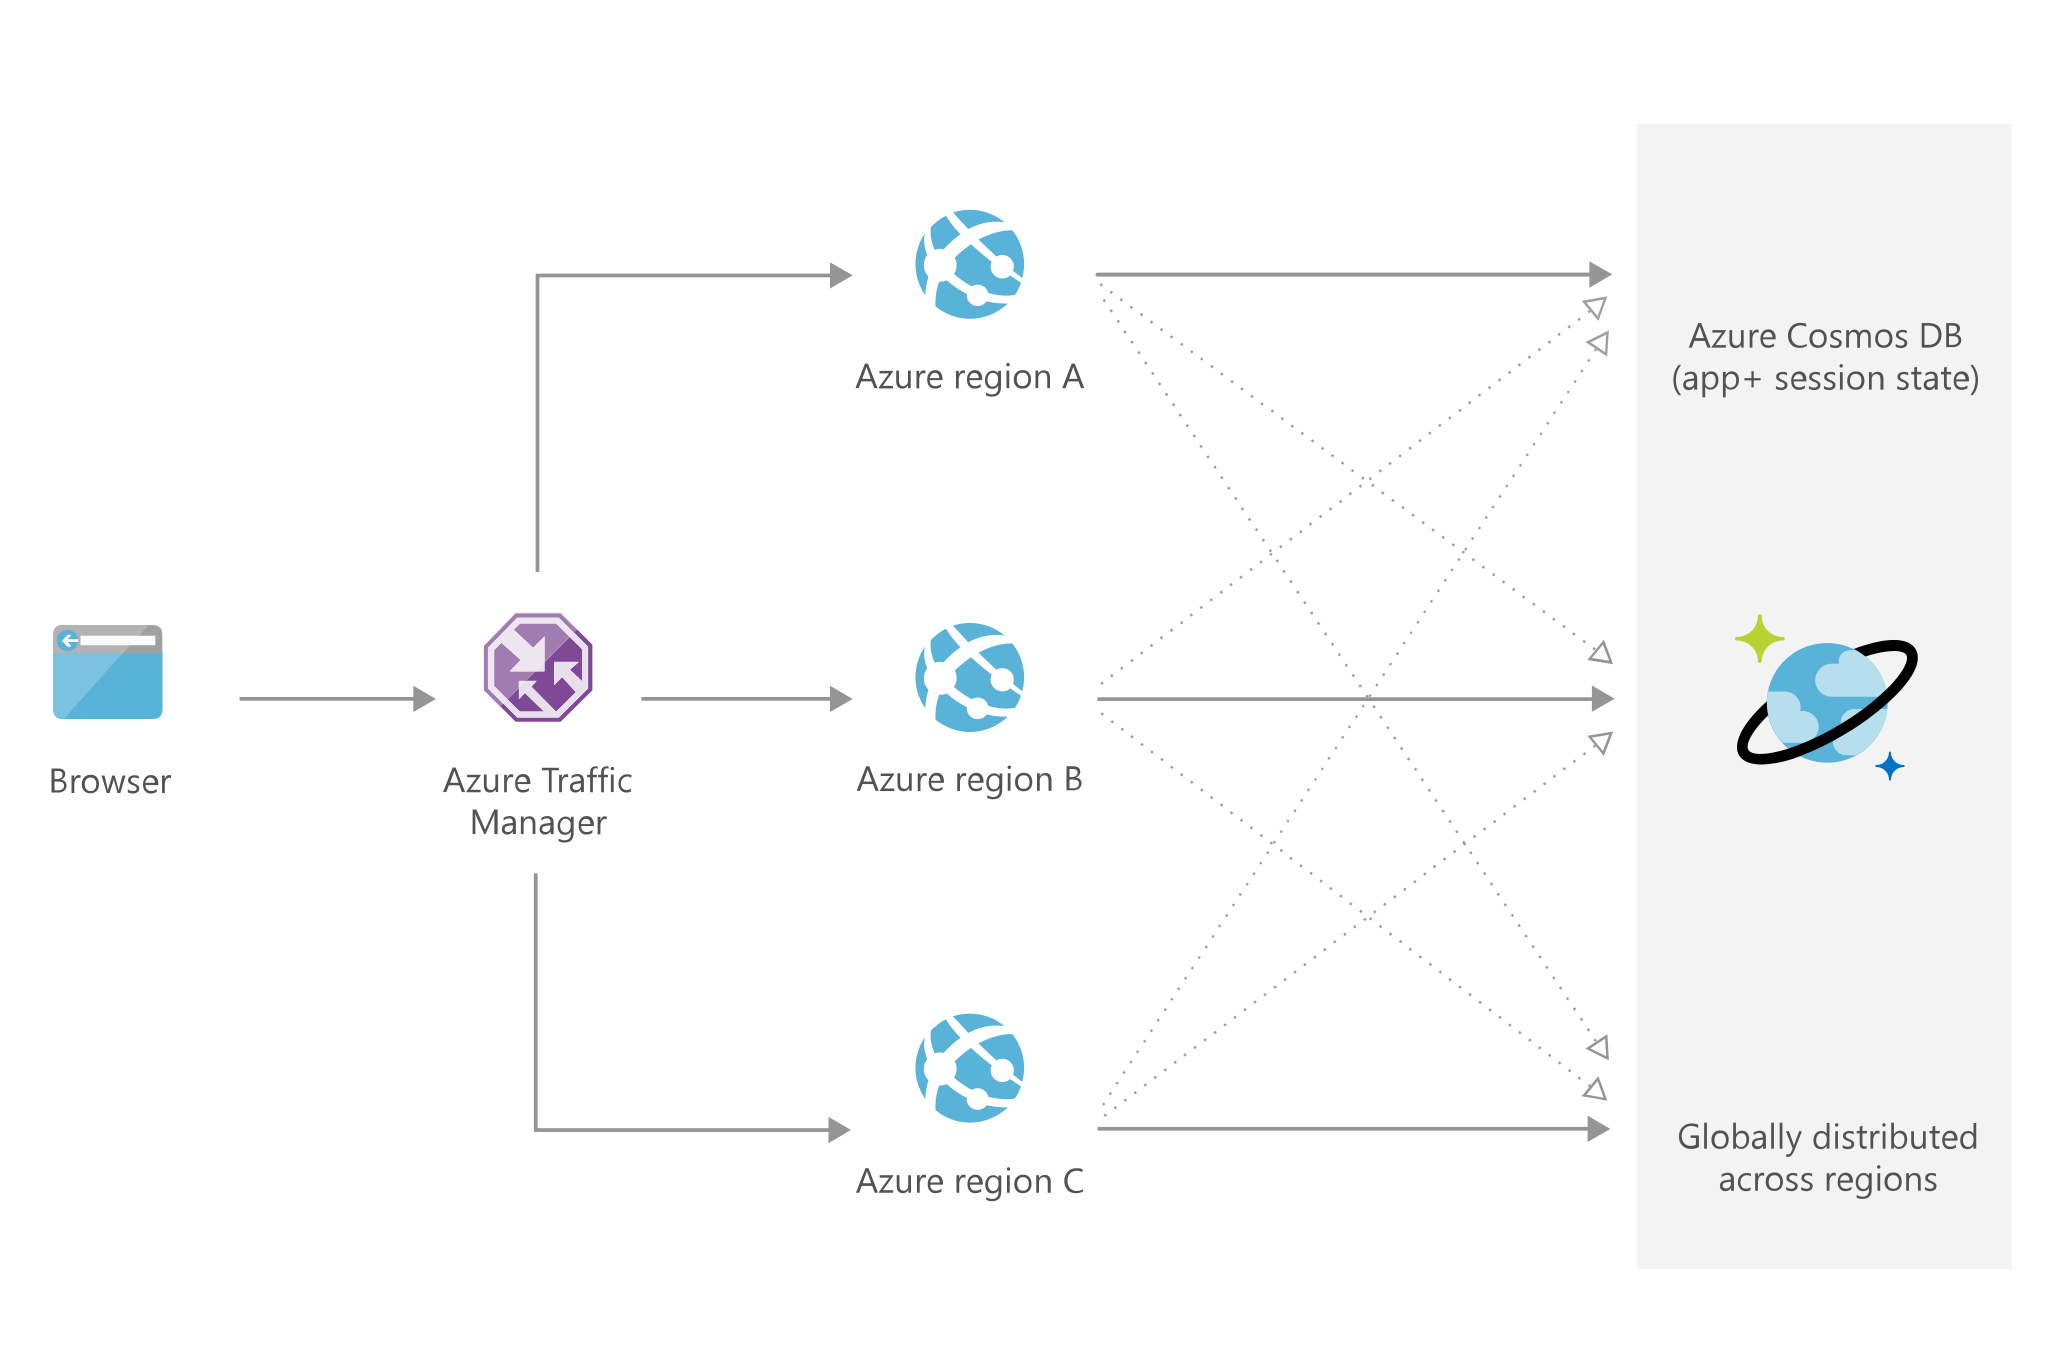 Azure Cosmos DB
(app+ session state)
Azure region A
Browser
Azure Traffic
Manager
Azure region B
Azure region C
Globally distributed
across regions